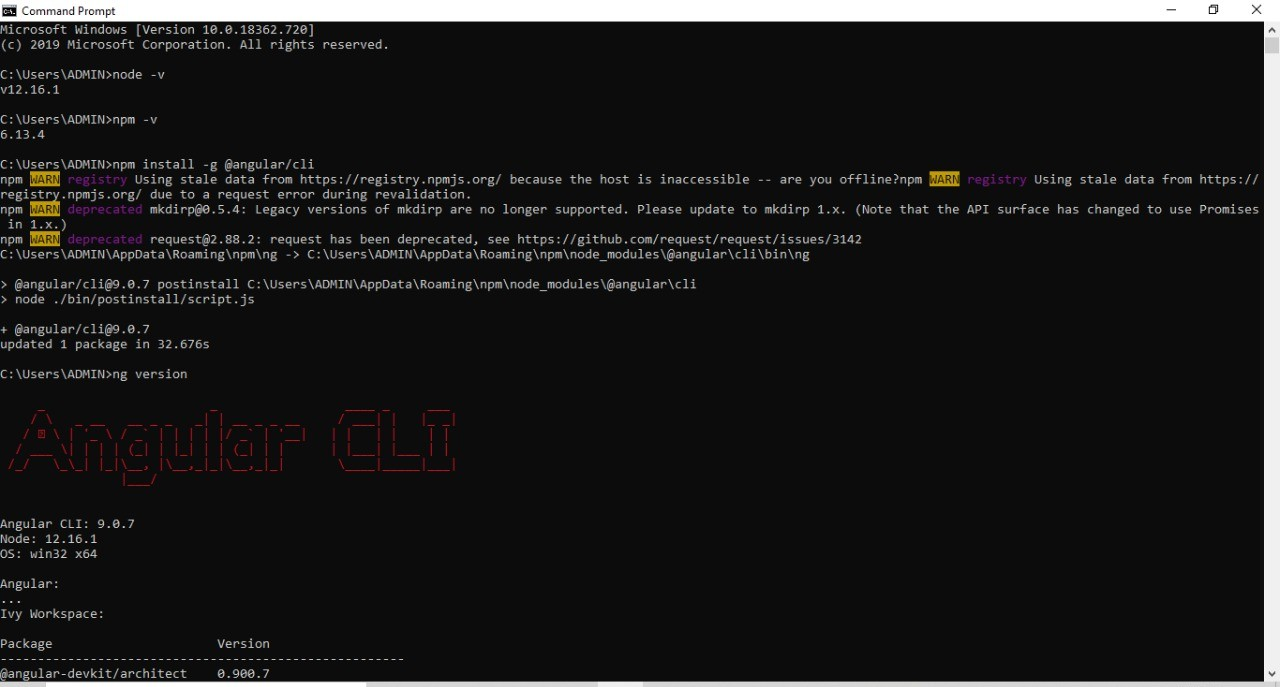 Command Prompt
Microsoft Windows [Version 10.0.18362.720]
(c) 2019 Microsoft Corporation. All rights reserved.
C:\Users\ADMIN>node -v
v12.16.1
C:\Users\ADMIN>npm -v
6.13.4
C:\Users\ADMIN>npm install -g @angular/cli
npm WARN registry Using stale data from https://registry.npmjs.org/ because the host is inaccessible -- are you offline?npm WARN registry Using stale data from https://
registry.npmjs.org/ due to a request error during revalidation.
npm WARN deprecated mkdirp@0.5.4: Legacy versions of mkdirp are no longer supported. Please update to mkdirp 1.x. (Note that the API surface has changed to use Promises
in 1.x.)
npm WARN deprecated request@2.88.2: request has been deprecated, see https://github.com/request/request/issues/3142
C:\Users\ADMIN\AppData\Roaming\npm\ng -> C:\Users\ADMIN\AppData\Roaming\npm\node_modules\@angular\cli\bin\ng
> @angular/cli@9.0.7 postinstall C:\Users\ADMIN\AppData\Roaming\npm\node_modules\@angular\cli
> node ./bin/postinstall/script.js
+ @angular/cli@9.0.7
updated 1 package in 32.676s
C:\Users\ADMIN>ng version
Angular CLI
Angular CLI: 9.0.7
Node: 12.16.1
OS: win32 x64
Angular:
...
Ivy Workspace:
Package Version
------------------------------------------------------
@angular-devkit/architect 0.900.7